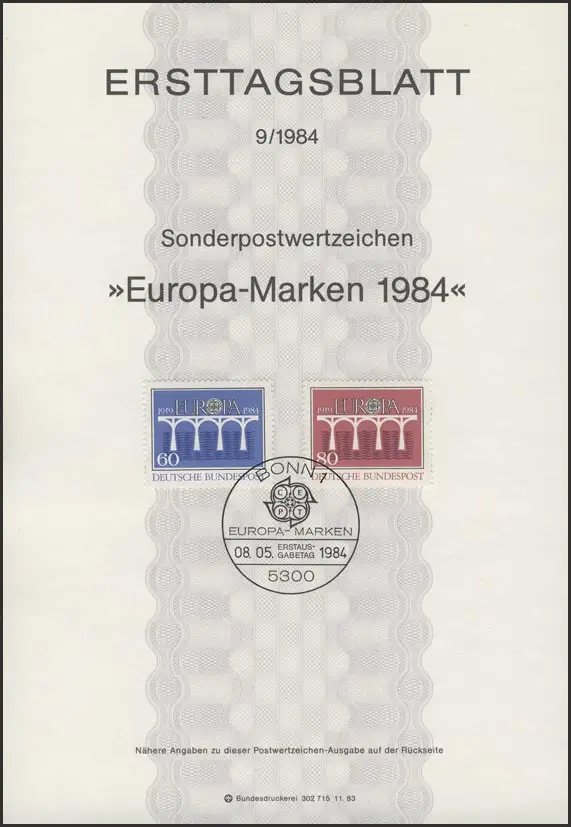 ERSTTAGSBLATT
9/1984
Sonderpostwertzeichen
»Europa-Marken 1984«
1959 EUROPA 1984
60
DEUTSCHE BUNDESPOST
1959 EUROPA 1984
80
DEUTSCHE BUNDESPOST
BONN 1
C E
P T
EUROPA-MARKEN
08. 05. ERSTAUS-
GABETAG 1984
5300
Nähere Angaben zu dieser Postwertzeichen-Ausgabe auf der Rückseite
Bundesdruckerei 302 715 11. 83